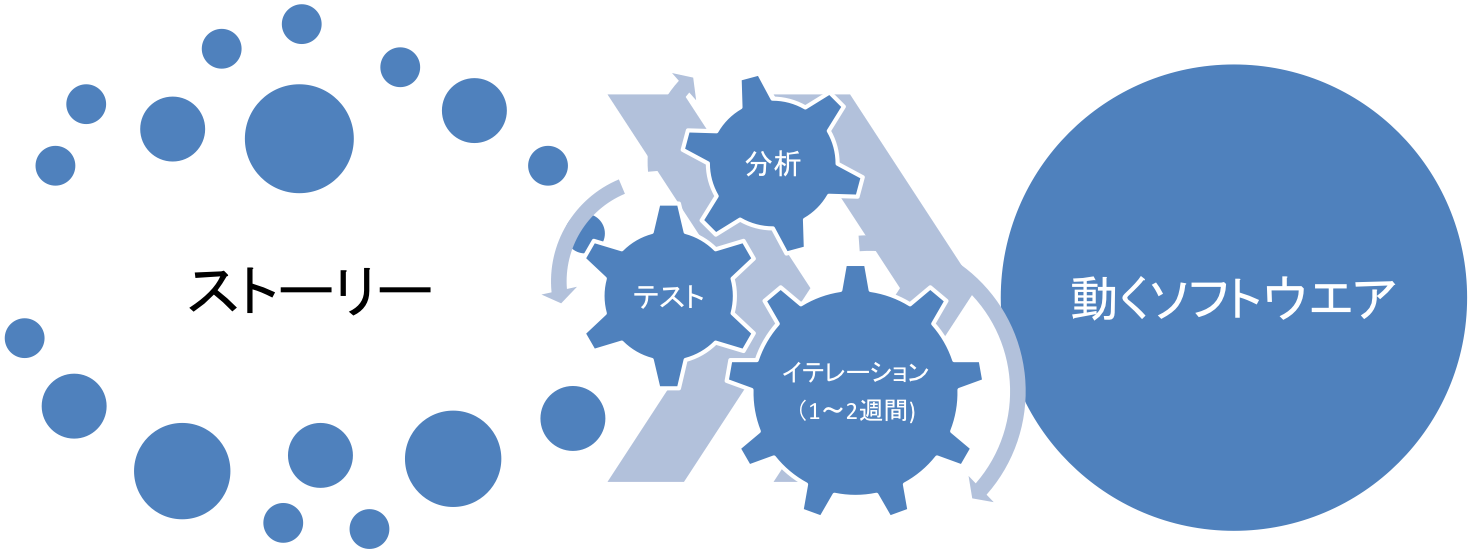 ストーリー
分析
テスト
イテレーション
（1～2週間)
動くソフトウエア